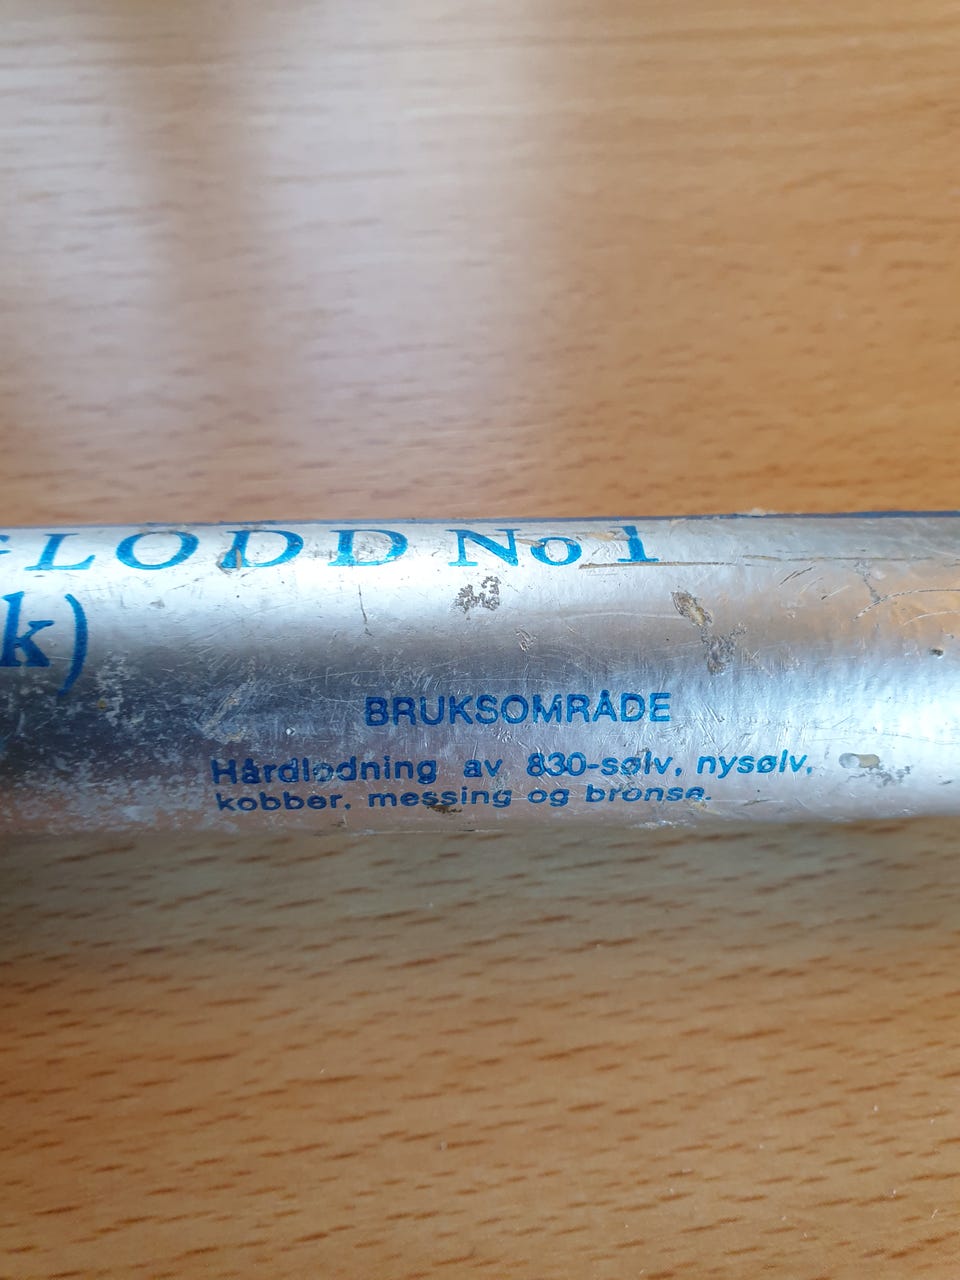 LODD No 1
k)
BRUKSOMRÅDE
Hårdlodning av 830-sølv, nysølv,
kobber, messing og bronse.